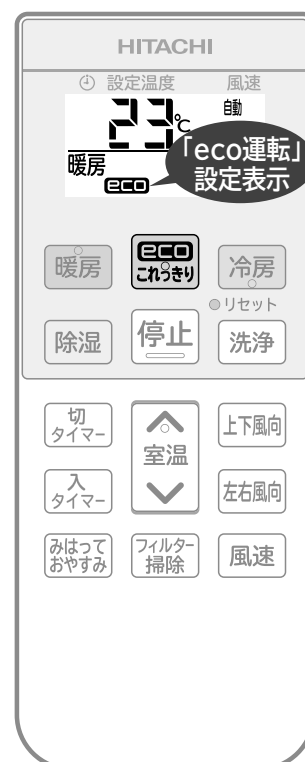 HITACHI
設定温度 風速
23℃ 自動
暖房
eco
「eco運転」
設定表示
暖房
eco
これっきり
冷房
リセット
除湿
停止
洗浄
切
タイマー
室温
上下風向
入
タイマー
左右風向
みはって
おやすみ
フィルター
掃除
風速